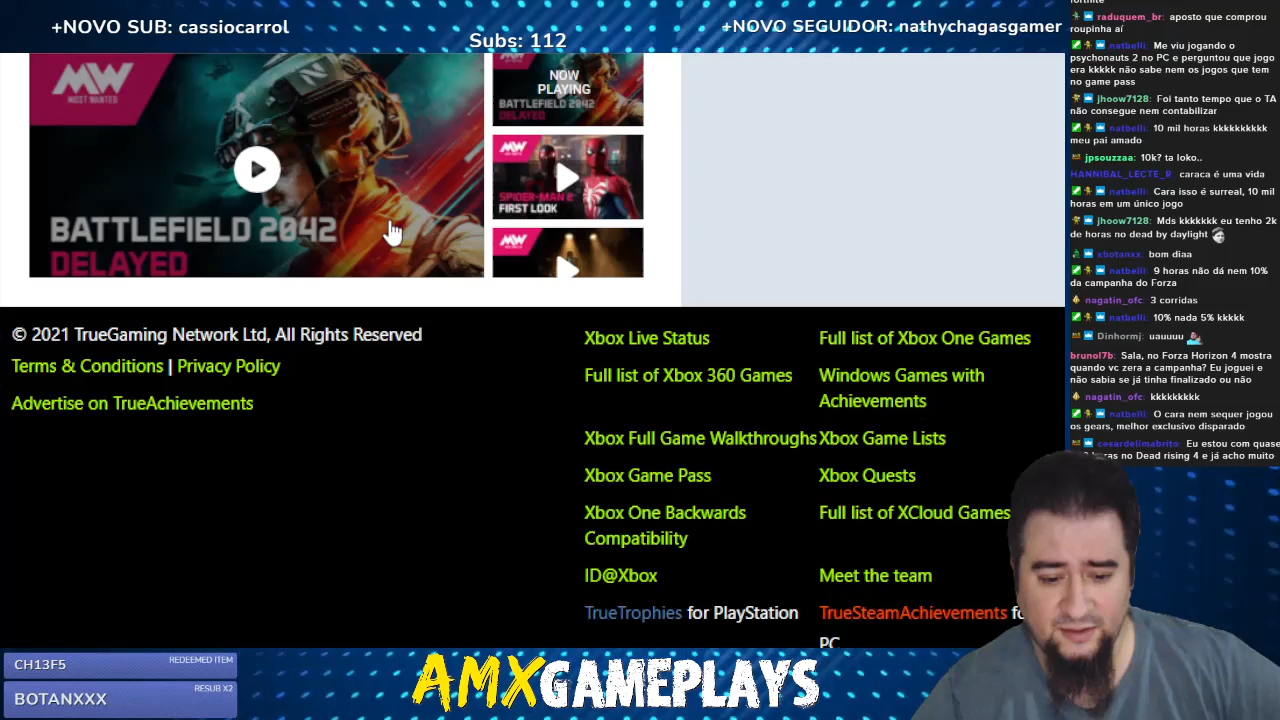 +NOVO SUB: cassiocarrol
Subs: 112
+NOVO SEGUIDOR: nathychagasgamer
MW
MOST WANTED
BATTLEFIELD 2042
DELAYED
NOW
PLAYING
BATTLEFIELD 2042
DELAYED
MW
SPIDER-MAN 2
FIRST LOOK
MW
© 2021 TrueGaming Network Ltd, All Rights Reserved
Terms & Conditions | Privacy Policy
Advertise on TrueAchievements
Xbox Live Status
Full list of Xbox One Games
Full list of Xbox 360 Games
Windows Games with
Achievements
Xbox Full Game Walkthroughs
Xbox Game Lists
Xbox Game Pass
Xbox Quests
Xbox One Backwards
Compatibility
Full list of XCloud Games
ID@Xbox
Meet the team
TrueTrophies for PlayStation
TrueSteamAchievements fo
PC
fortnite
raduquem_br: aposto que comprou
roupinha aí
natbelli: Me viu jogando o
psychonauts 2 no PC e perguntou que jogo
era kkkkk não sabe nem os jogos que tem
no game pass
jhoow7128: Foi tanto tempo que o TA
não consegue nem contabilizar
natbelli: 10 mil horas kkkkkkkkkk
meu pai amado
jpsouzzaa: 10k? ta loko..
HANNIBAL_LECTE_R: caraca é uma vida
natbelli: Cara isso é surreal, 10 mil
horas em um único jogo
jhoow7128: Mds kkkkkkk eu tenho 2k
de horas no dead by daylight
xbotanxx: bom diaa
natbelli: 9 horas não dá nem 10%
da campanha do Forza
nagatin_ofc: 3 corridas
natbelli: 10% nada 5% kkkkk
Dinhormj: uauuuu
brunol7b: Sala, no Forza Horizon 4 mostra
quando vc zera a campanha? Eu joguei e
não sabia se já tinha finalizado ou não
nagatin_ofc: kkkkkkkkk
natbelli: O cara nem sequer jogou
os gears, melhor exclusivo disparado
cesardelimabrito: Eu estou com quase
ras no Dead rising 4 e já acho muito
CH13F5
REDEEMED ITEM
BOTANXXX
RESUB X2
AMXGAMEPLAYS